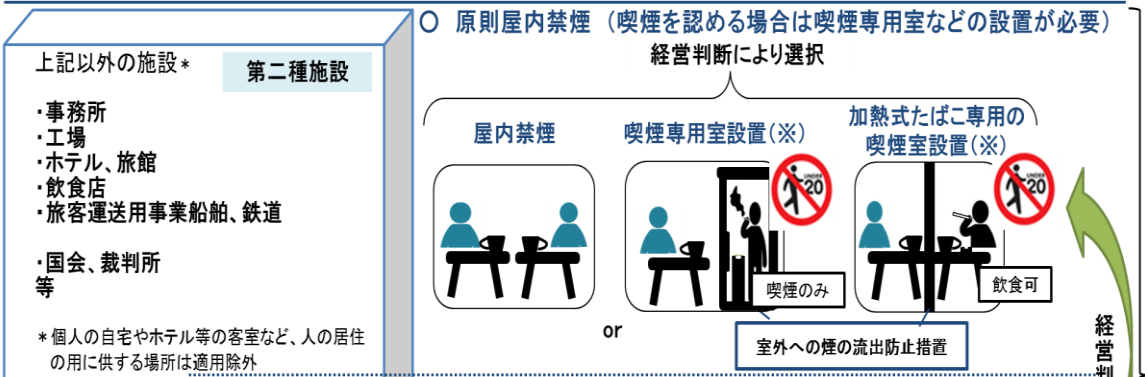 〇 原則屋内禁煙（喫煙を認める場合は喫煙専用室などの設置が必要）
経営判断により選択
上記以外の施設*
第二種施設
・事務所
・工場
・ホテル、旅館
・飲食店
・旅客運送用事業船舶、鉄道
・国会、裁判所
等
*個人の自宅やホテル等の客室など、人の居住
の用に供する場所は適用除外
屋内禁煙
喫煙専用室設置（※）
加熱式たばこ専用の
喫煙室設置（※）
UNDER
20
UNDER
20
喫煙のみ
飲食可
or
室外への煙の流出防止措置
経営判